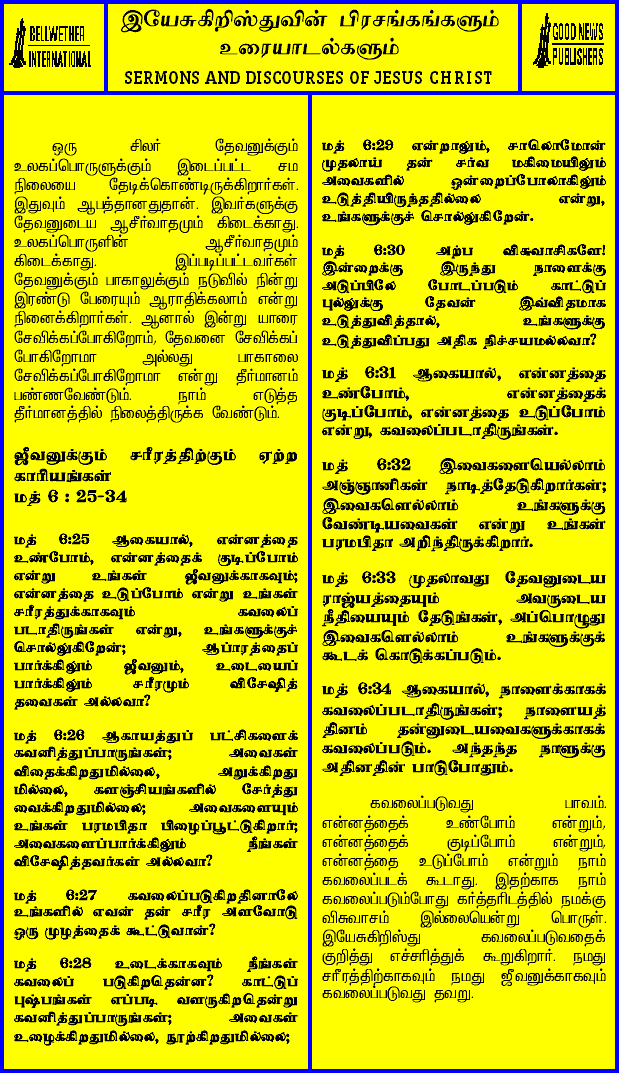 BELLWETHER
INTERNATIONAL
இயேசுகிறிஸ்துவின் பிரசங்கங்களும்
உரையாடல்களும்
SERMONS AND DISCOURSES OF JESUS CHRIST
GOOD NEWS
PUBLISHERS
ஒரு சிலர் தேவனுக்கும்
உலகப்பொருளுக்கும் இடைப்பட்ட சம
நிலையை தேடிக்கொண்டிருக்கிறார்கள்.
இதுவும் ஆபத்தானதுதான். இவர்களுக்கு
தேவனுடைய ஆசீர்வாதமும் கிடைக்காது.
உலகப்பொருளின் ஆசீர்வாதமும்
கிடைக்காது. இப்படிப்பட்டவர்கள்
தேவனுக்கும் பாகாலுக்கும் நடுவில் நின்று
இரண்டு பேரையும் ஆராதிக்கலாம் என்று
நினைக்கிறார்கள். ஆனால் இன்று யாரை
சேவிக்கப்போகிறோம், தேவனை சேவிக்கப்
போகிறோமா அல்லது பாகாலை
சேவிக்கப்போகிறோமா என்று தீர்மானம்
பண்ணவேண்டும். நாம் எடுத்த
தீர்மானத்தில் நிலைத்திருக்க வேண்டும்.
ஜீவனுக்கும் சரீரத்திற்கும் ஏற்ற
காரியங்கள்
மத் 6 : 25-34
மத் 6:25 ஆகையால், என்னத்தை
உண்போம், என்னத்தைக் குடிப்போம்
என்று உங்கள் ஜீவனுக்காகவும்;
என்னத்தை உடுப்போம் என்று உங்கள்
சரீரத்துக்காகவும் கவலைப்
படாதிருங்கள் என்று, உங்களுக்குச்
சொல்லுகிறேன்; ஆப்ாரத்தைப்
பார்க்கிலும் ஜீவனும், உடையைப்
பார்க்கிலும் சரீரமும் விசேஷித்
தவைகள் அல்லவா?
மத் 6:26 ஆகாயத்துப் பட்சிகளைக்
கவனித்துப்பாருங்கள்; அவைகள்
விதைக்கிறதுமில்லை, அறுக்கிறது
மில்லை, களஞ்சியங்களில் சேர்த்து
வைக்கிறதுமில்லை; அவைகளையும்
உங்கள் பரமபிதா பிழைப்பூட்டுகிறார்;
அவைகளைப்பார்க்கிலும் நீங்கள்
விசேஷித்தவர்கள் அல்லவா?
மத் 6:27 கவலைப்படுகிறதினாலே
உங்களில் எவன் தன் சரீர அளவோடு
ஒரு முழத்தைக் கூட்டுவான்?
மத் 6:28 உடைக்காகவும் நீங்கள்
கவலைப் படுகிறதென்ன? காட்டுப்
புஷ்பங்கள் எப்படி வளருகிறதென்று
கவனித்துப்பாருங்கள்; அவைகள்
உழைக்கிறதுமில்லை, நூற்கிறதுமில்லை;
மத் 6:29 என்றாலும், சாலொமோன்
முதலாய் தன் சர்வ மகிமையிலும்
அவைகளில் ஒன்றைப்போலாகிலும்
உடுத்தியிருந்ததில்லை என்று,
உங்களுக்குச் சொல்லுகிறேன்.
மத் 6:30 அற்ப விசுவாசிகளே!
இன்றைக்கு இருந்து நாளைக்கு
அடுப்பிலே போடப்படும் காட்டுப்
புல்லுக்கு தேவன் இவ்விதமாக
உடுத்துவித்தால், உங்களுக்கு
உடுத்துவிப்பது அதிக நிச்சயமல்லவா?
மத் 6:31 ஆகையால், என்னத்தை
உண்போம், என்னத்தைக்
குடிப்போம், என்னத்தை உடுப்போம்
என்று, கவலைப்படாதிருங்கள்.
மத் 6:32 இவைகளையெல்லாம்
அஞ்ஞானிகள் நாடித்தேடுகிறார்கள்;
இவைகளெல்லாம் உங்களுக்கு
வேண்டியவைகள் என்று உங்கள்
பரமபிதா அறிந்திருக்கிறார்.
மத் 6:33 முதலாவது தேவனுடைய
ராஜ்யத்தையும் அவருடைய
நீதியையும் தேடுங்கள், அப்பொழுது
இவைகளெல்லாம் உங்களுக்குக்
கூடக் கொடுக்கப்படும்.
மத் 6:34 ஆகையால், நாளைக்காகக்
கவலைப்படாதிருங்கள்; நாளையத்
தினம் தன்னுடையவைகளுக்காகக்
கவலைப்படும். அந்தந்த நாளுக்கு
அதினதின் பாடுபோதும்.
கவலைப்படுவது பாவம்.
என்னத்தைக் உண்போம் என்றும்,
என்னத்தைக் குடிப்போம் என்றும்,
என்னத்தை உடுப்போம் என்றும் நாம்
கவலைப்படக் கூடாது. இதற்காக நாம்
கவலைப்படும்போது கர்த்தரிடத்தில் நமக்கு
விசுவாசம் இல்லையென்று பொருள்.
இயேசுகிறிஸ்து கவலைப்படுவதைக்
குறித்து எச்சரித்துக் கூறுகிறார். நமது
சரீரத்திற்காகவும் நமது ஜீவனுக்காகவும்
கவலைப்படுவது தவறு.